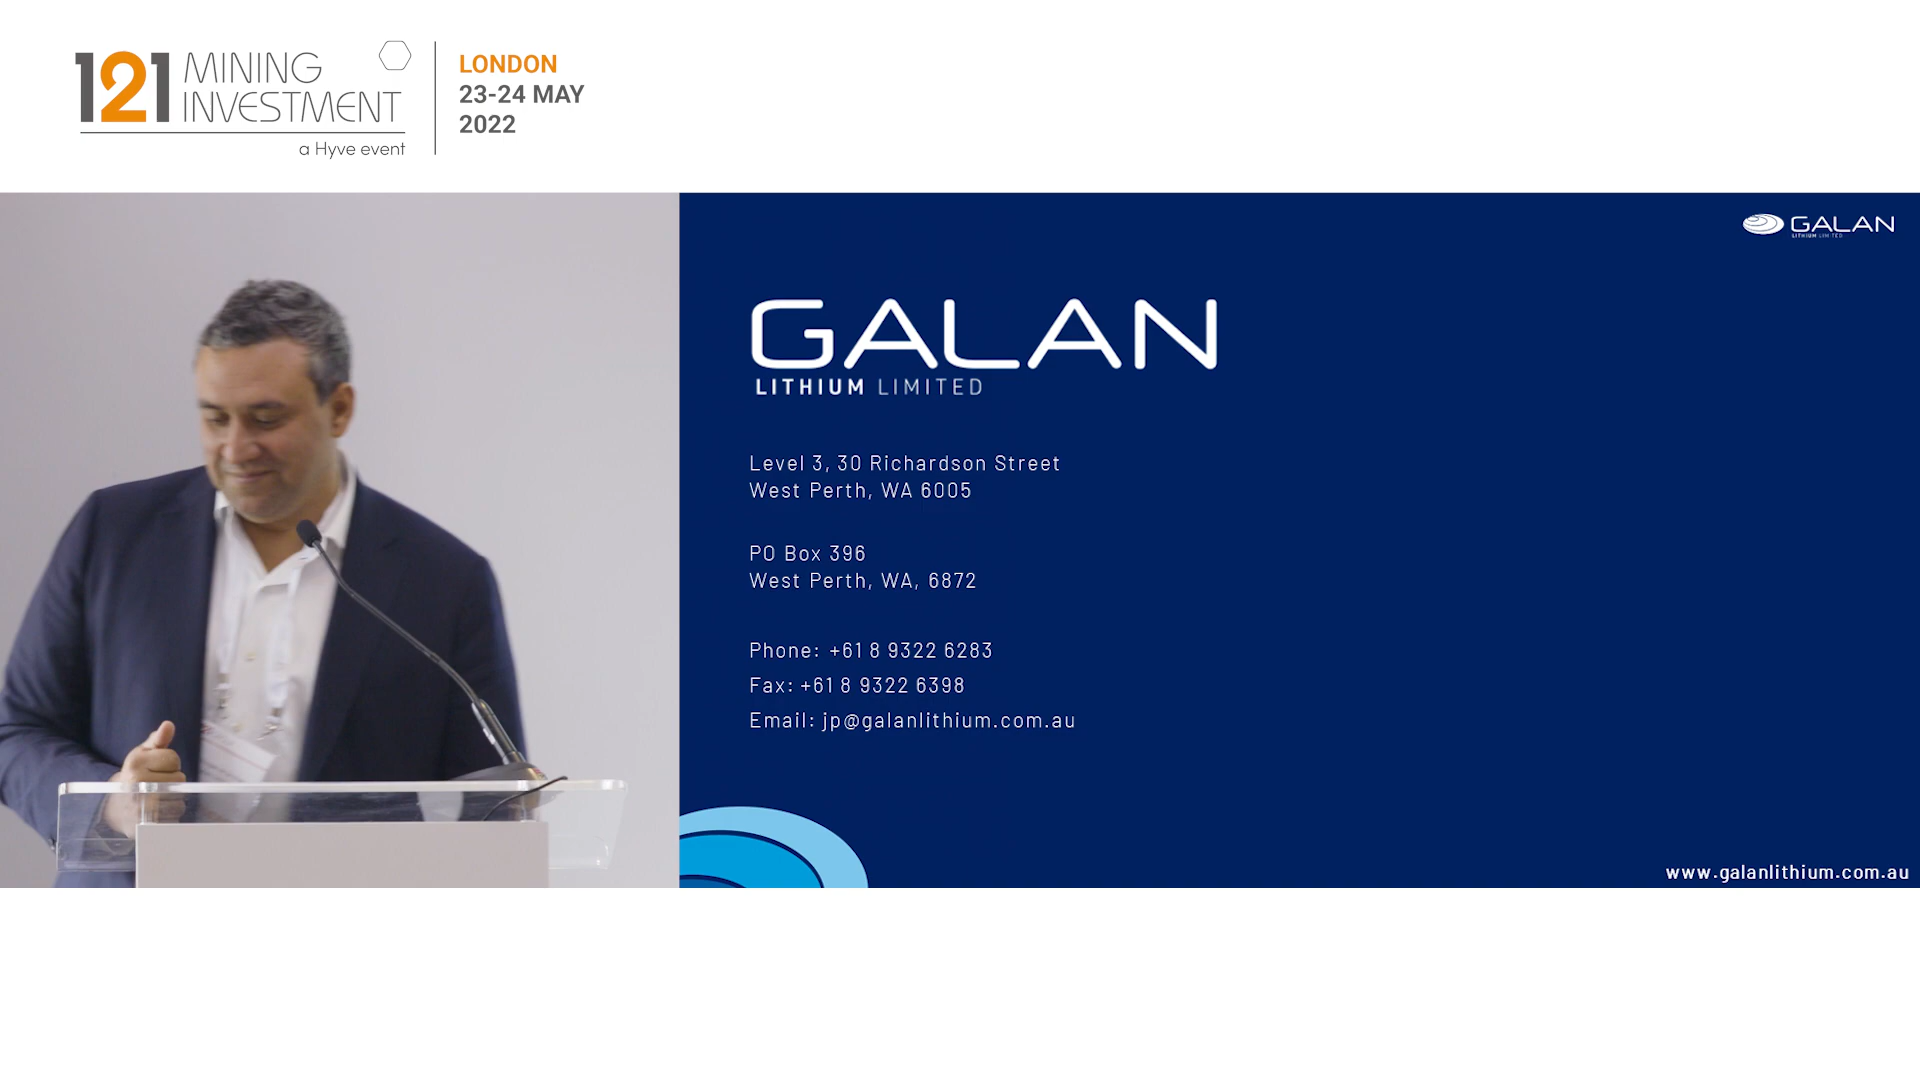 121 MINING
INVESTMENT
a Hyve event
LONDON
23-24 MAY
2022
GALAN
LITHIUM LIMITED
GALAN
LITHIUM LIMITED
Level 3, 30 Richardson Street
West Perth, WA 6005
PO Box 396
West Perth, WA, 6872
Phone: +61 8 9322 6283
Fax: +61 8 9322 6398
Email: jp@galanlithium.com.au
www.galanlithium.com.au